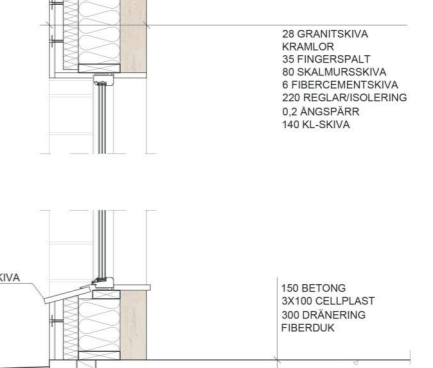 28 GRANITSKIVA
KRAMLOR
35 FINGERSPALT
80 SKALMURSSKIVA
6 FIBERCEMENTSKIVA
220 REGLAR/ISOLERING
0,2 ÅNGSPÄRR
140 KL-SKIVA
KIVA
150 BETONG
3X100 CELLPLAST
300 DRÄNERING
FIBERDUK